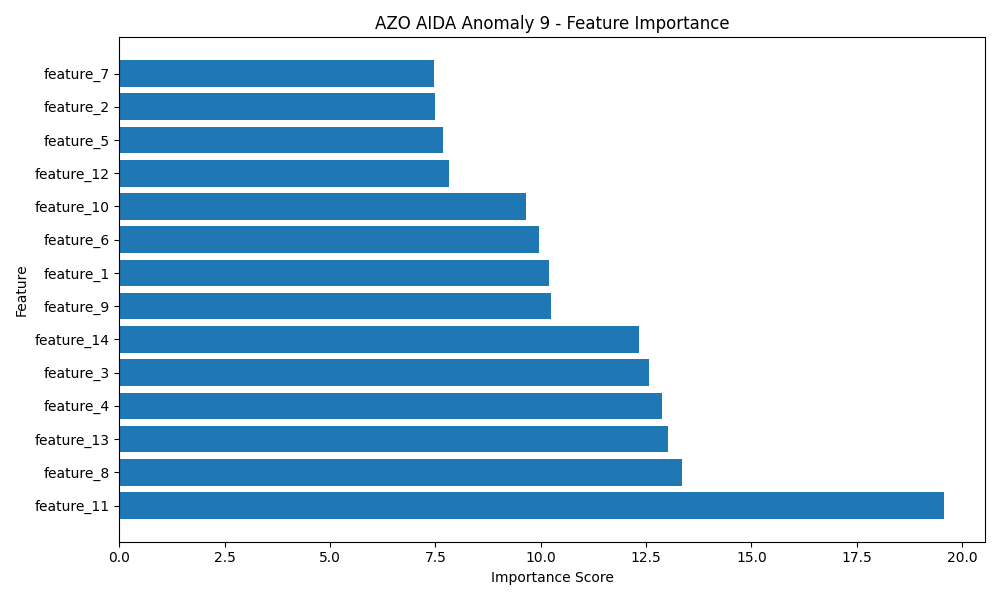 AZO AIDA Anomaly 9 - Feature Importance
feature_7
feature_2
feature_5
feature_12
feature_10
feature_6
feature_1
feature_9
feature_14
feature_3
feature_4
feature_13
feature_8
feature_11
Feature
0.0 2.5 5.0 7.5 10.0 12.5 15.0 17.5 20.0
Importance Score